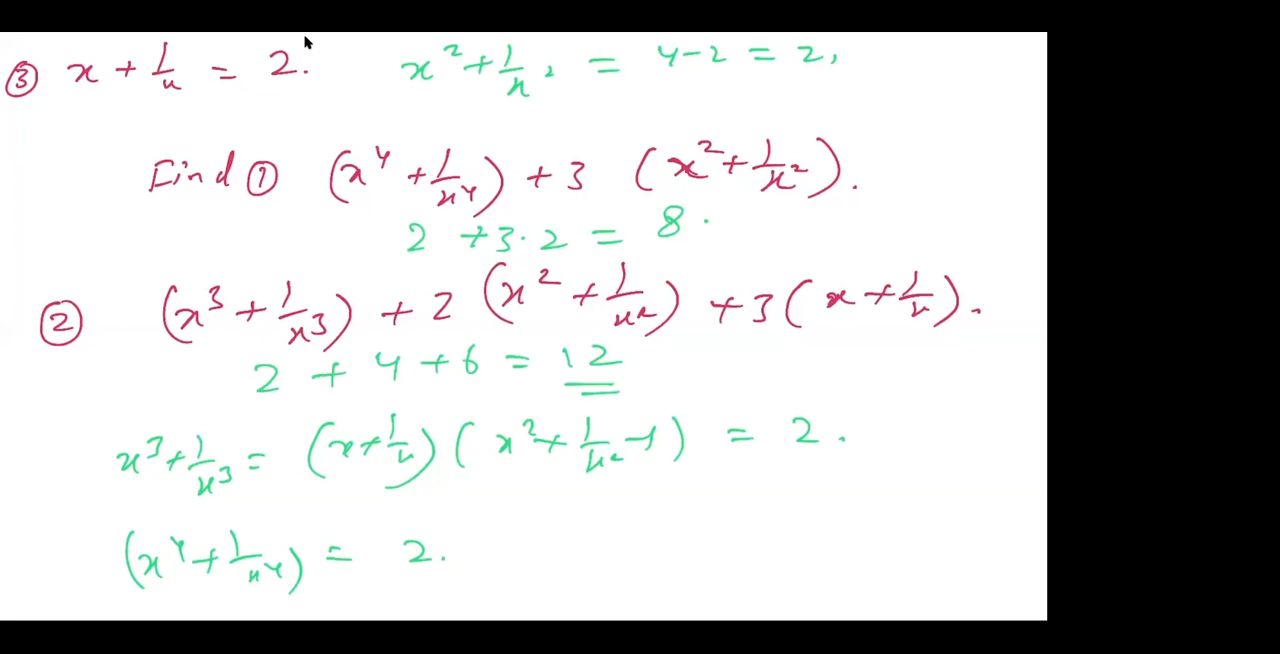 ③ x + 1/x = 2. x² + 1/x² = 4-2 = 2,
Find ① (x⁴ + 1/x⁴) + 3 (x² + 1/x²).
2 + 3·2 = 8.
② (x³ + 1/x³) + 2 (x² + 1/x²) + 3 (x + 1/x).
2 + 4 + 6 = 12
x³ + 1/x³ = (x + 1/x) (x² + 1/x² - 1) = 2.
(x⁴ + 1/x⁴) = 2.